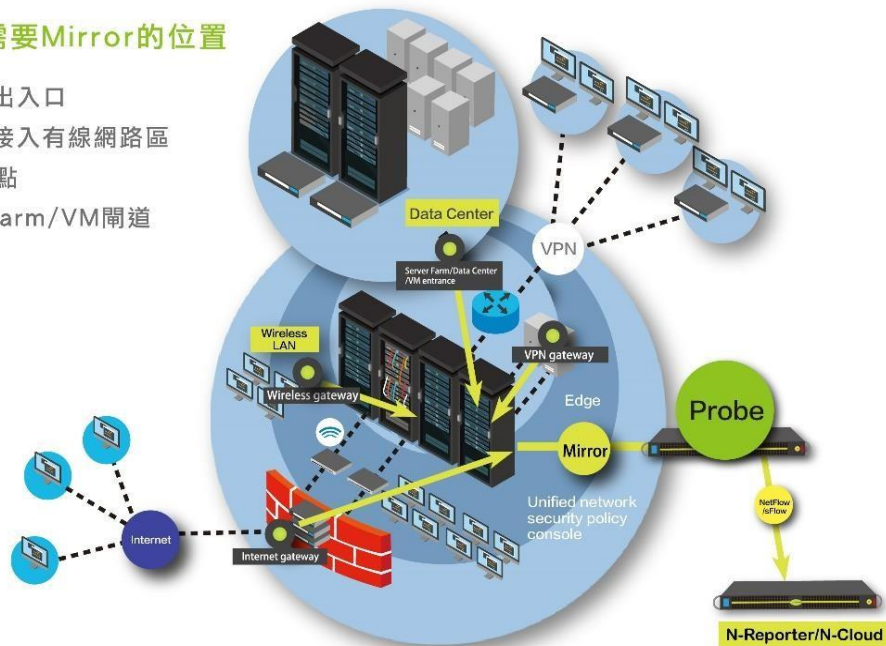 需要Mirror的位置
出入口
接入有線網路區
點
arm/VM閘道
Data Center
Server Farm/Data Center
/VM entrance
VPN
Wireless
LAN
Wireless gateway
VPN gateway
Edge
Mirror
Probe
Unified network
security policy
console
NetFlow
/sFlow
Internet
Internet gateway
N-Reporter/N-Cloud